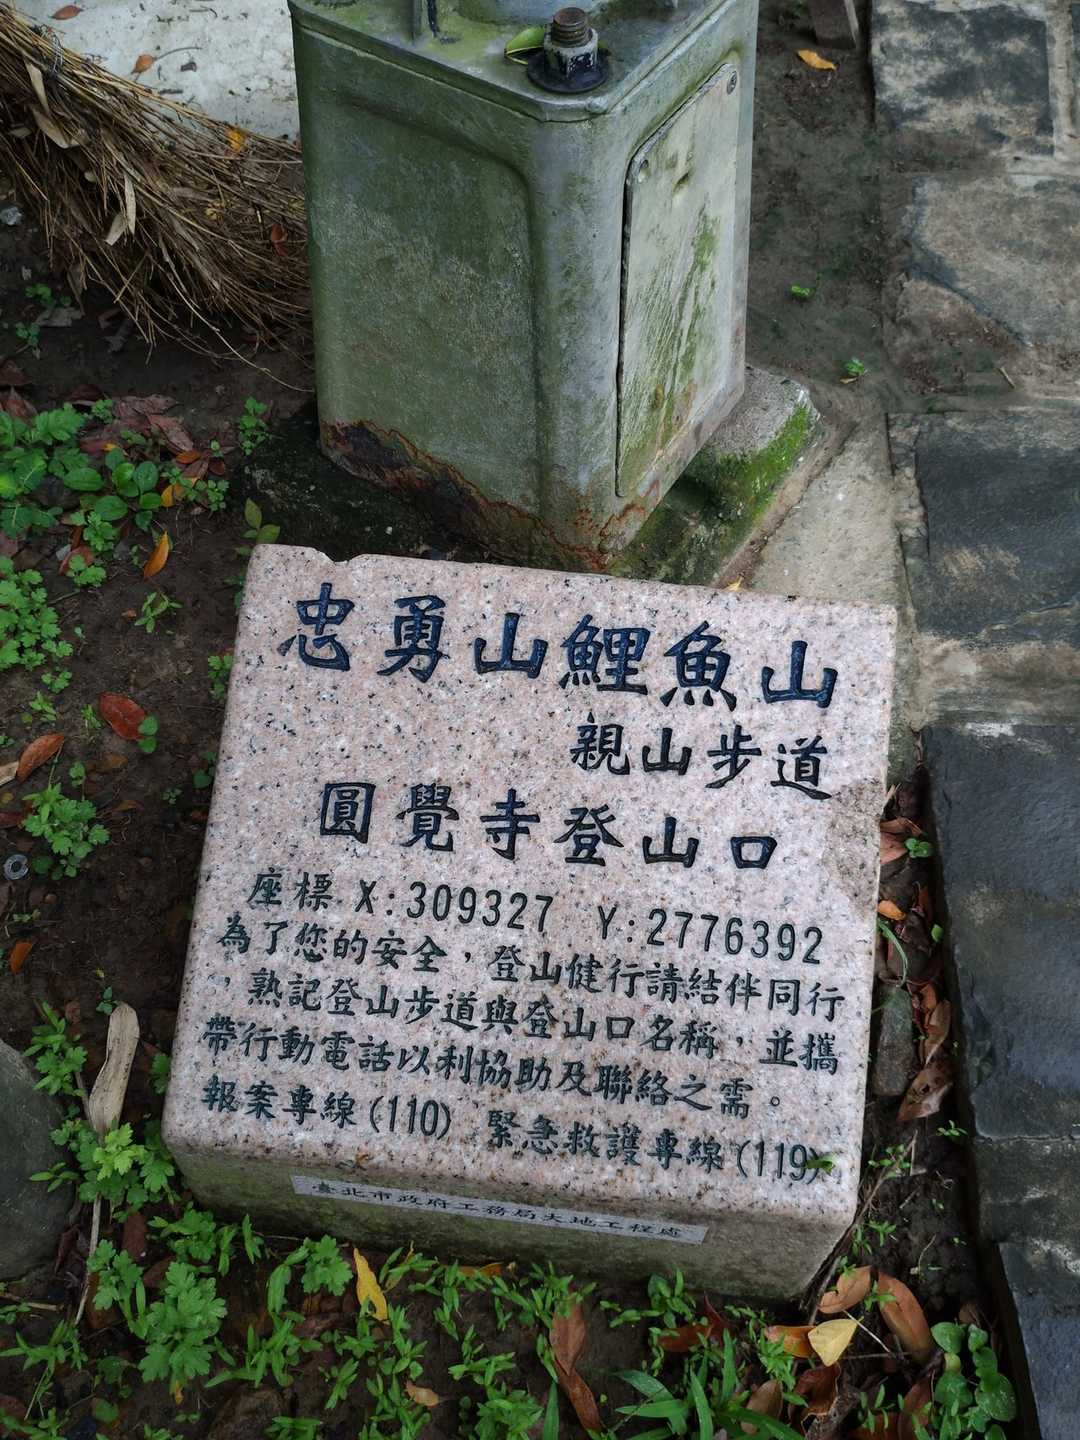 忠勇山鯉魚山
親山步道
圓覺寺登山口
座標 X:309327 Y:2776392
為了您的安全，登山健行請結伴同行
，熟記登山步道與登山口名稱，並攜
帶行動電話以利協助及聯絡之需。
報案專線(110) 緊急救護專線(119)
臺北市政府工務局大地工程處